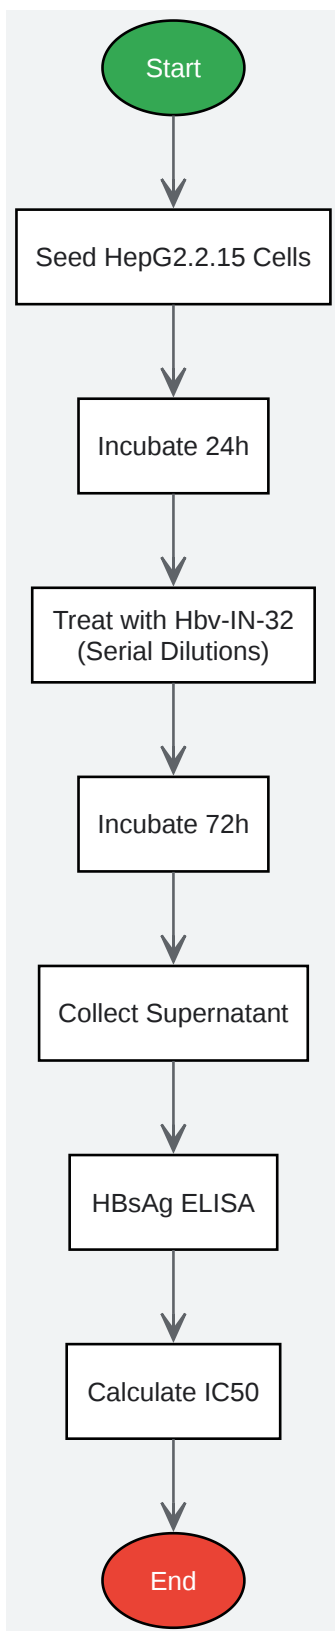 Start
Seed HepG2.2.15 Cells
Incubate 24h
Treat with Hbv-IN-32
(Serial Dilutions)
Incubate 72h
Collect Supernatant
HBsAg ELISA
Calculate IC50
End